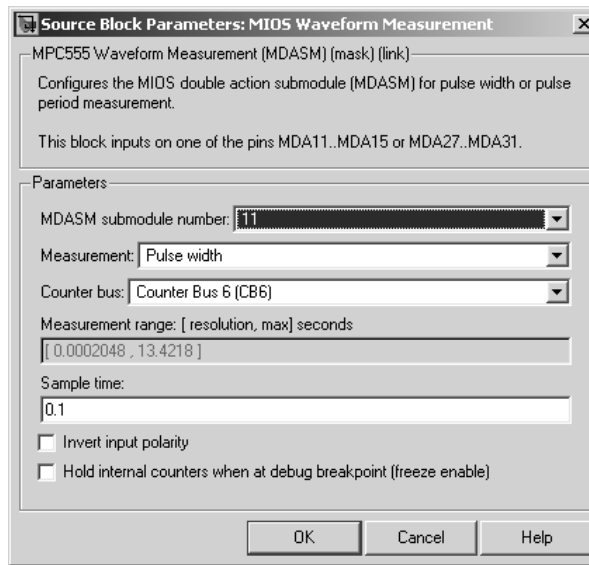 Source Block Parameters: MIOS Waveform Measurement
MPC555 Waveform Measurement (MDASM) (mask) (link)
Configures the MIOS double action submodule (MDASM) for pulse width or pulse
period measurement.
This block inputs on one of the pins MDA11..MDA15 or MDA27..MDA31.
Parameters
MDASM submodule number: 11
Measurement: Pulse width
Counter bus: Counter Bus 6 (CB6)
Measurement range: [ resolution, max] seconds
[ 0.0002048 , 13.4218 ]
Sample time:
0.1
Invert input polarity
Hold internal counters when at debug breakpoint (freeze enable)
OK Cancel Help